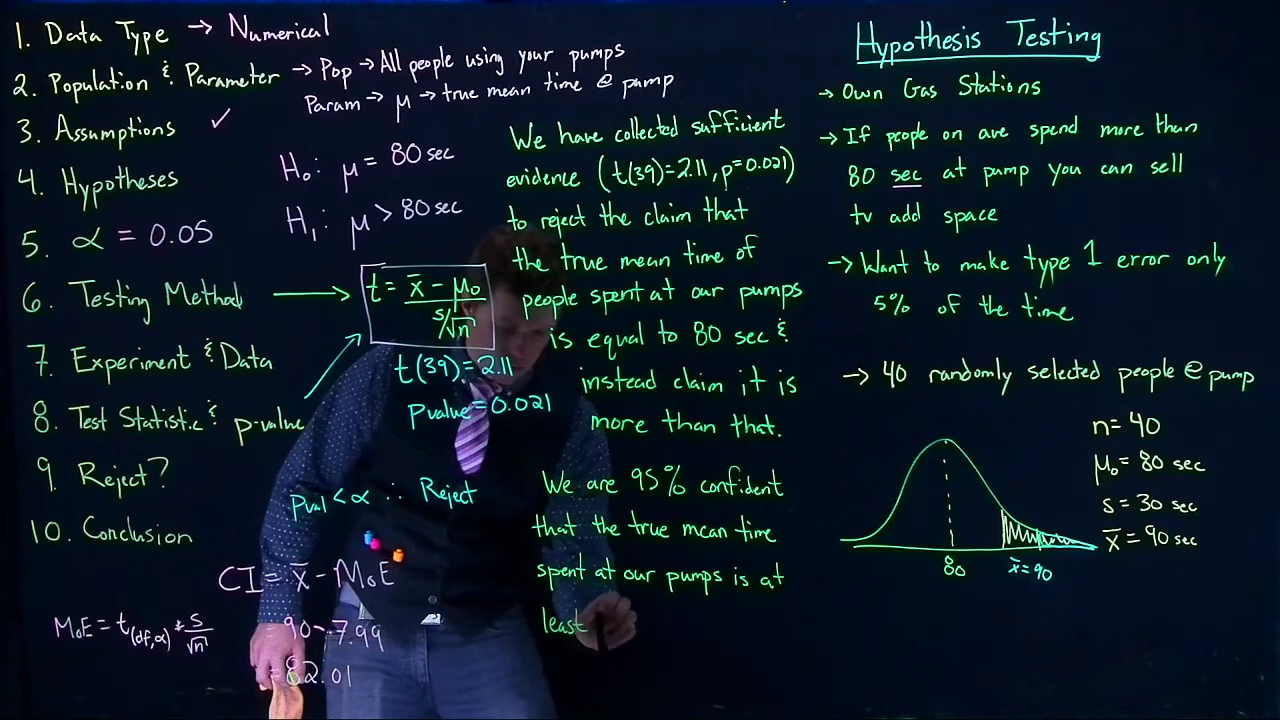 1. Data Type → Numerical
2. Population & Parameter → Pop → All people using your pumps
Param → μ → true mean time @ pump
3. Assumptions ✓
4. Hypotheses
H₀: μ = 80 sec
H₁: μ > 80 sec
5. α = 0.05
6. Testing Method → t = x̄ - μ₀ / s/√n
7. Experiment & Data
t(39) = 2.11
8. Test Statistic & p-value
pvalue = 0.021
9. Reject?
Pval < α ∴ Reject
10. Conclusion
CI = x̄ - MoE
MoE = t(df,α) * s/√n
= 90 - 7.99
= 82.01
We have collected sufficient
evidence (t(39)=2.11, p=0.021)
to reject the claim that
the true mean time of
people spent at our pumps
is equal to 80 sec &
instead claim it is
more than that.
We are 95% confident
that the true mean time
spent at our pumps is at
least
Hypothesis Testing
→ Own Gas Stations
→ If people on ave spend more than
80 sec at pump you can sell
tv add space
→ Want to make type 1 error only
5% of the time
→ 40 randomly selected people @ pump
n = 40
μ₀ = 80 sec
s = 30 sec
x̄ = 90 sec
80 x̄ = 90